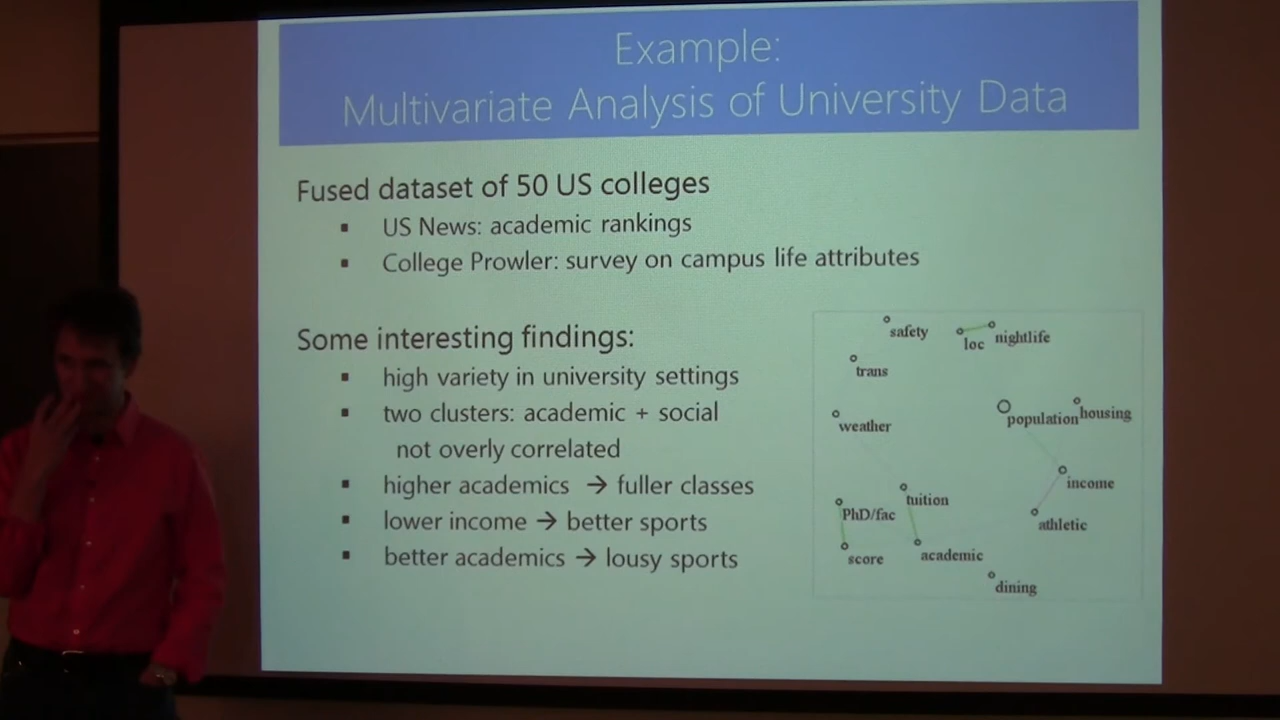 Example:
Multivariate Analysis of University Data
Fused dataset of 50 US colleges
▪ US News: academic rankings
▪ College Prowler: survey on campus life attributes
Some interesting findings:
▪ high variety in university settings
▪ two clusters: academic + social
not overly correlated
▪ higher academics → fuller classes
▪ lower income → better sports
▪ better academics → lousy sports
safety
loc
nightlife
trans
weather
population
housing
income
tuition
PhD/fac
athletic
score
academic
dining